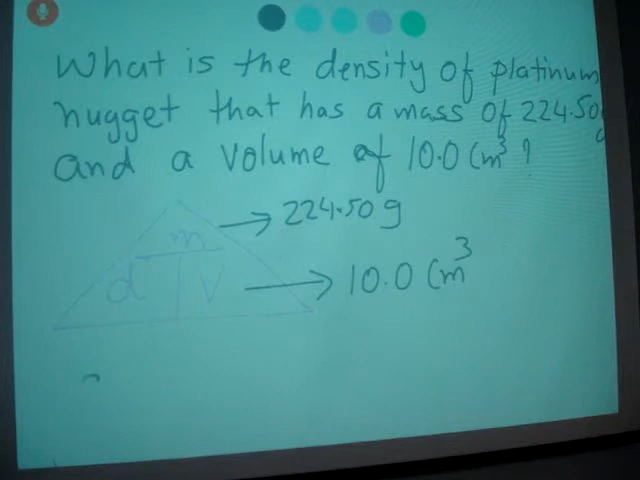 What is the density of platinum
nugget that has a mass of 224.50g
and a volume of 10.0 cm³ ?
m → 224.50 g
d v → 10.0 cm³